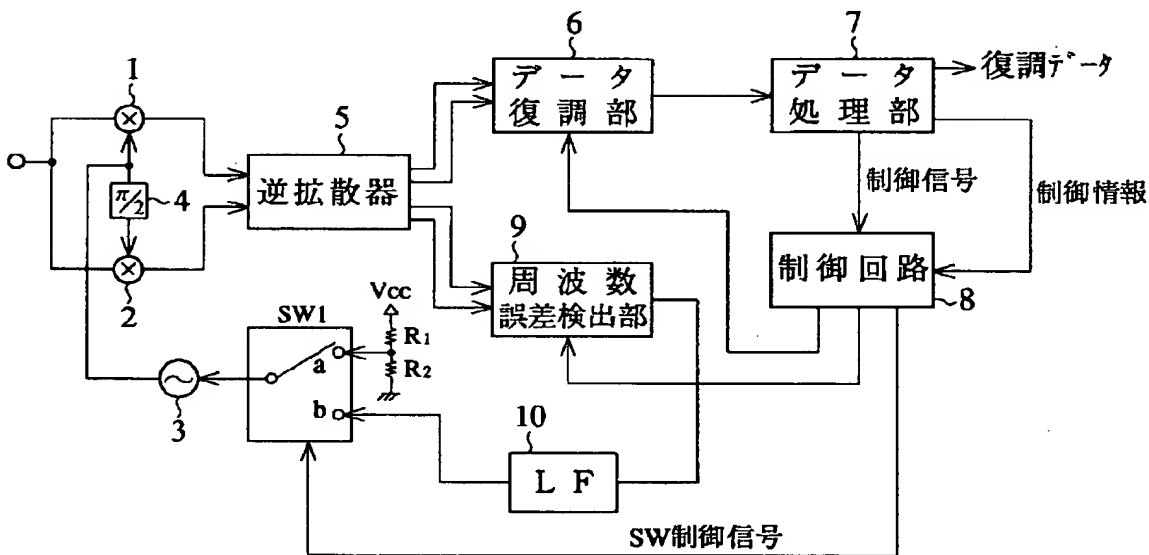 1
2
3
π/2
4
5
逆拡散器
6
データ
復調部
7
データ
処理部
復調データ
制御信号
制御情報
制御回路
8
9
周波数
誤差検出部
Vcc
R1
R2
SW1
a
b
10
LF
SW制御信号